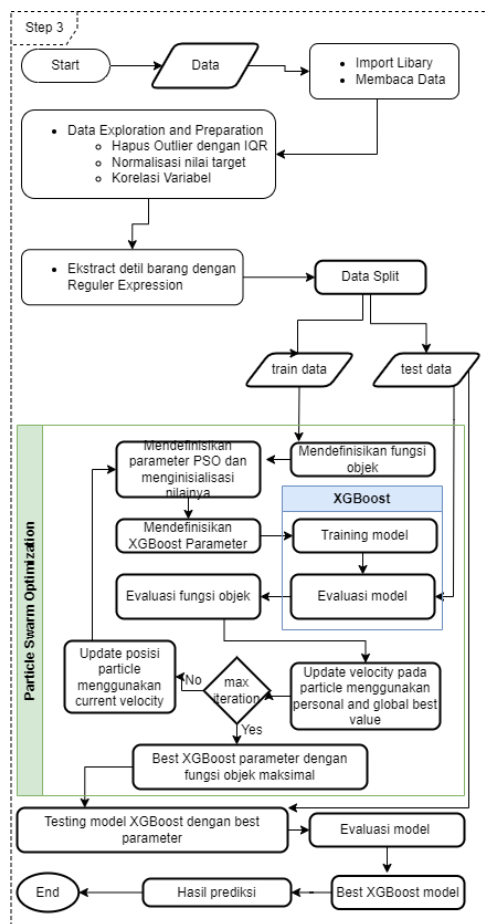 Step 3
Start
Data
Import Libary
Membaca Data
Data Exploration and Preparation
Hapus Outlier dengan IQR
Normalisasi nilai target
Korelasi Variabel
Ekstract detil barang dengan
Reguler Expression
Data Split
train data
test data
Particle Swarm Optimization
Mendefinisikan
parameter PSO dan
menginisialisasi
nilainya
Mendefinisikan fungsi
objek
XGBoost
Mendefinisikan
XGBoost Parameter
Training model
Evaluasi fungsi objek
Evaluasi model
Update posisi
particle
menggunakan
current velocity
No
max
iteration
Update velocity pada
particle menggunakan
personal and global best
value
Yes
Best XGBoost parameter dengan
fungsi objek maksimal
Testing model XGBoost dengan best
parameter
Evaluasi model
End
Hasil prediksi
Best XGBoost model